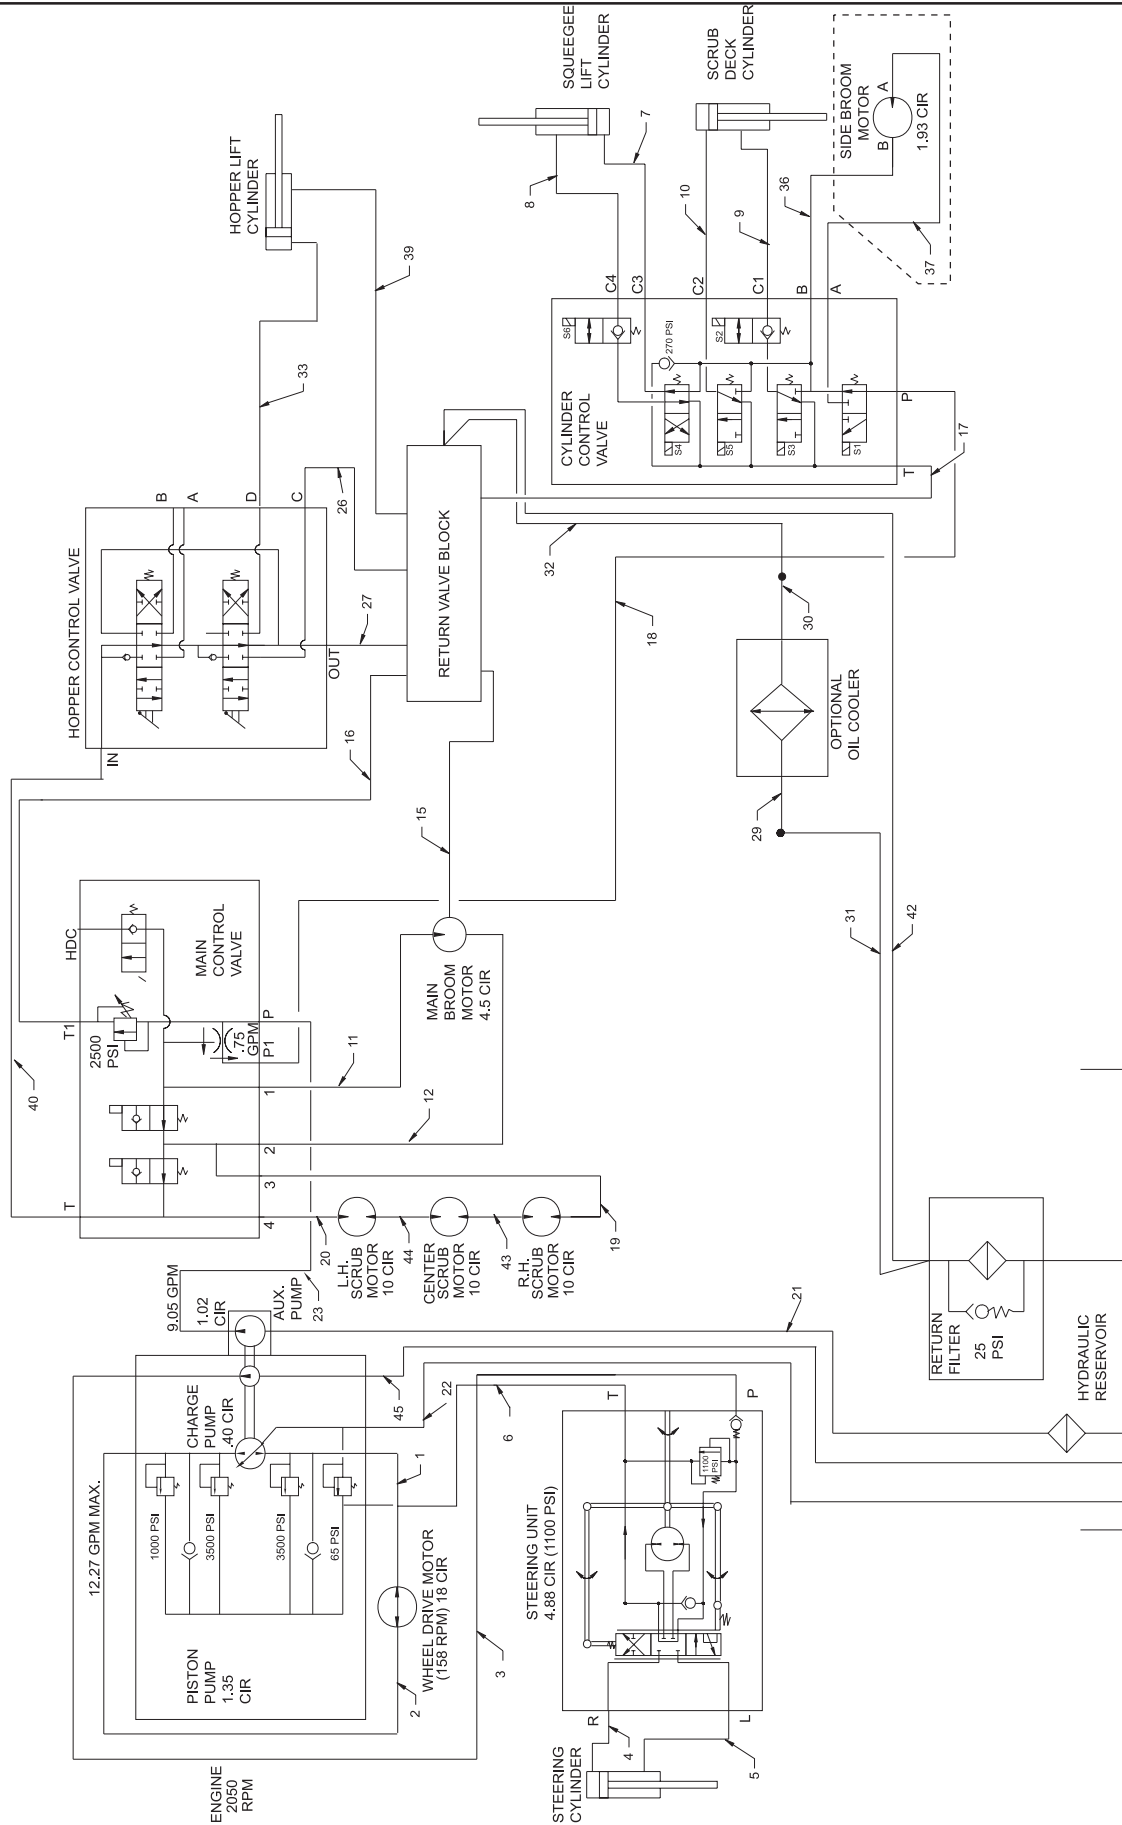 SQUEEGEE
LIFT
CYLINDER
SCRUB
DECK
CYLINDER
SIDE BROOM
MOTOR
B
A
1.93 CIR
HOPPER LIFT
CYLINDER
8
7
10
9
36
37
39
33
C4
C3
C2
C1
B
A
S6
270 PSI
S2
S4
S5
S3
S1
T
T
T
P
CYLINDER
CONTROL
VALVE
17
HOPPER CONTROL VALVE
B
A
D
C
26
IN
OUT
27
RETURN VALVE BLOCK
32
18
30
OPTIONAL
OIL COOLER
29
16
15
31
42
40
MAIN
CONTROL
VALVE
HDC
T1
2500
PSI
.75
GPM
P
P1
1
2
3
4
T
11
12
MAIN
BROOM
MOTOR
4.5 CIR
20
L.H.
SCRUB
MOTOR
10 CIR
44
CENTER
SCRUB
MOTOR
10 CIR
43
R.H.
SCRUB
MOTOR
10 CIR
19
9.05 GPM
1.02
CIR
AUX.
PUMP
23
21
RETURN
FILTER
25
PSI
HYDRAULIC
RESERVOIR
12.27 GPM MAX.
CHARGE
PUMP
.40 CIR
45
22
6
1
1000 PSI
3500 PSI
3500 PSI
65 PSI
PISTON
PUMP
1.35
CIR
WHEEL DRIVE MOTOR
(158 RPM) 18 CIR
2
3
ENGINE
2050
RPM
STEERING UNIT
4.88 CIR (1100 PSI)
T
P
1100
PSI
R
L
4
5
STEERING
CYLINDER